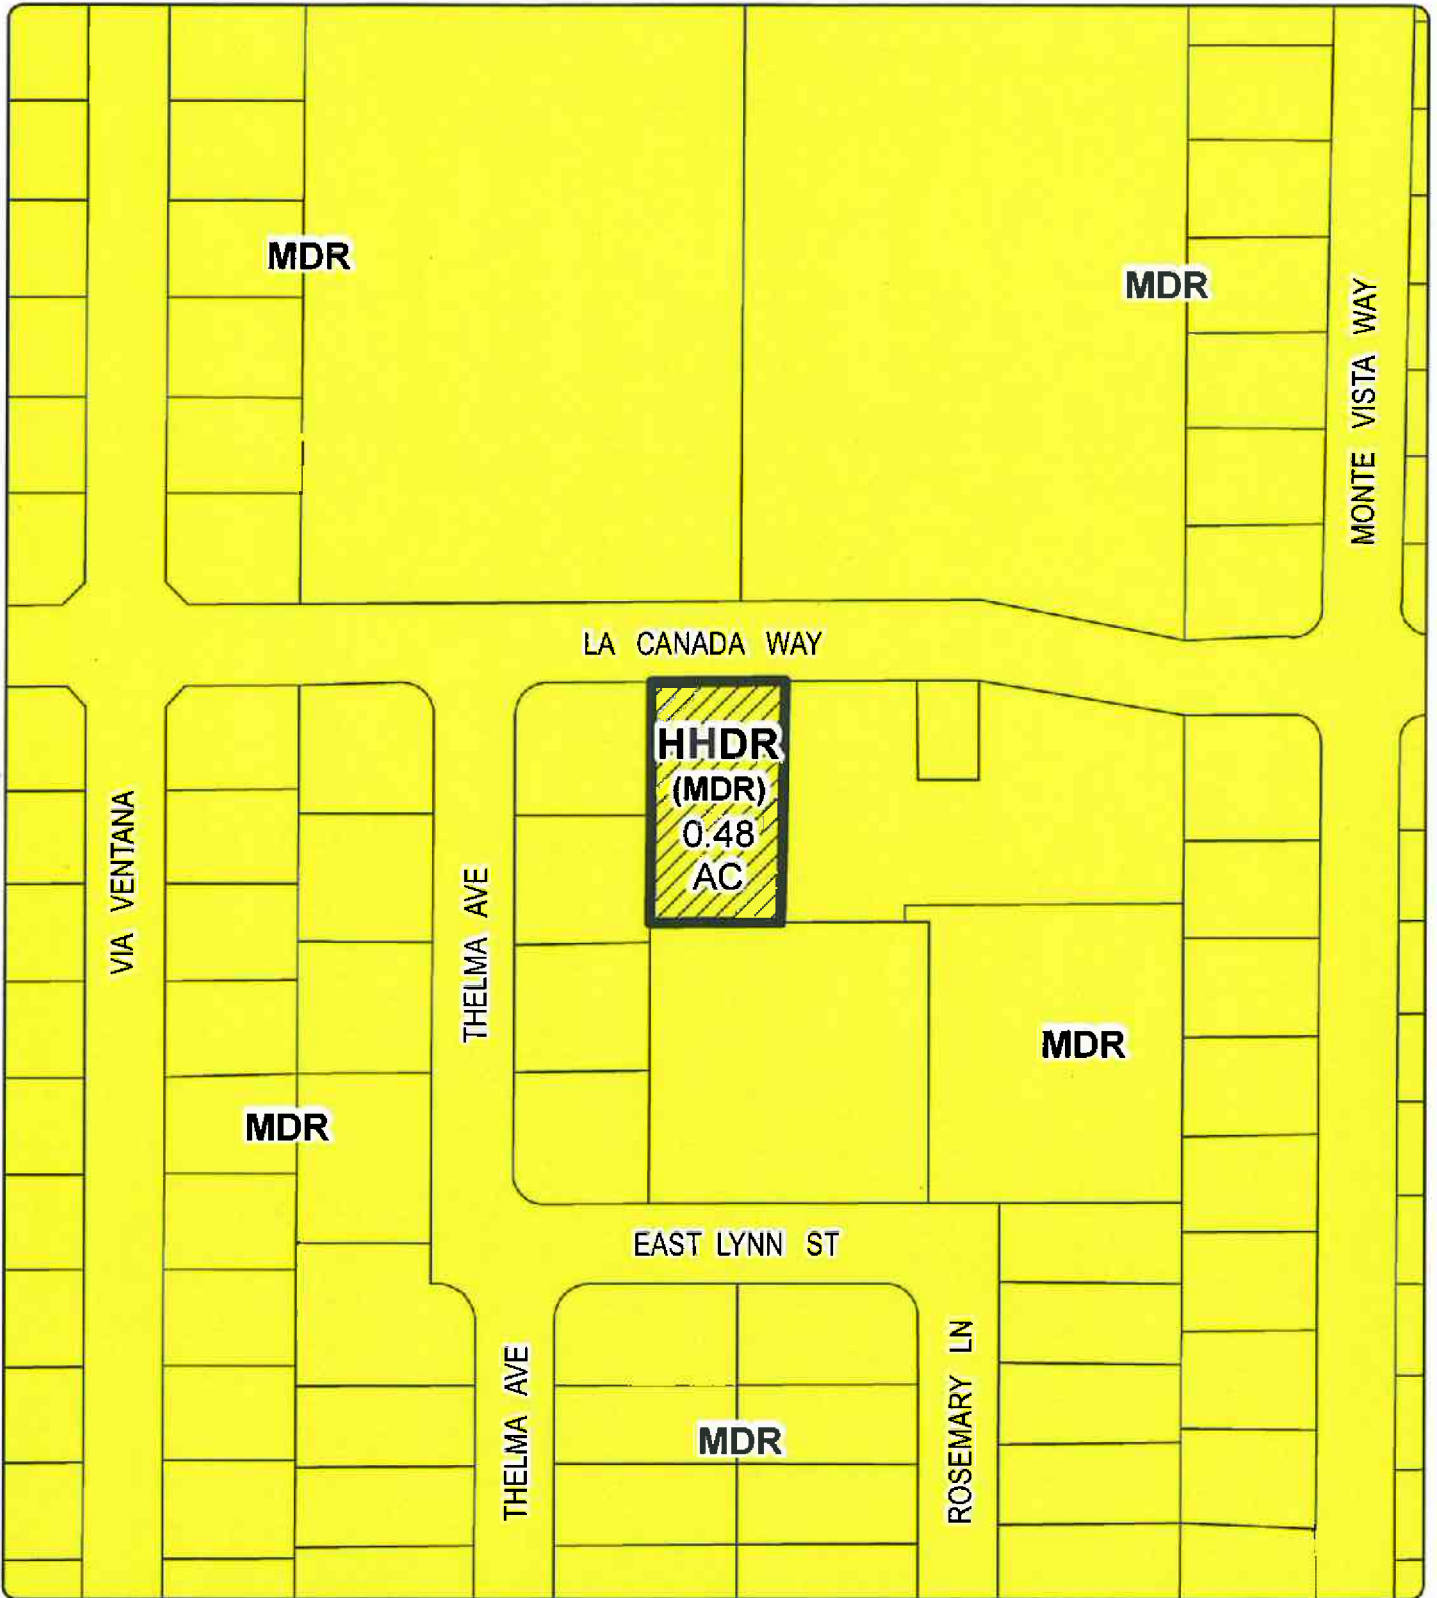 MDR
MDR
MONTE VISTA WAY
LA CANADA WAY
HHDR
(MDR)
0.48
AC
VIA VENTANA
THELMA AVE
MDR
MDR
EAST LYNN ST
THELMA AVE
MDR
ROSEMARY LN